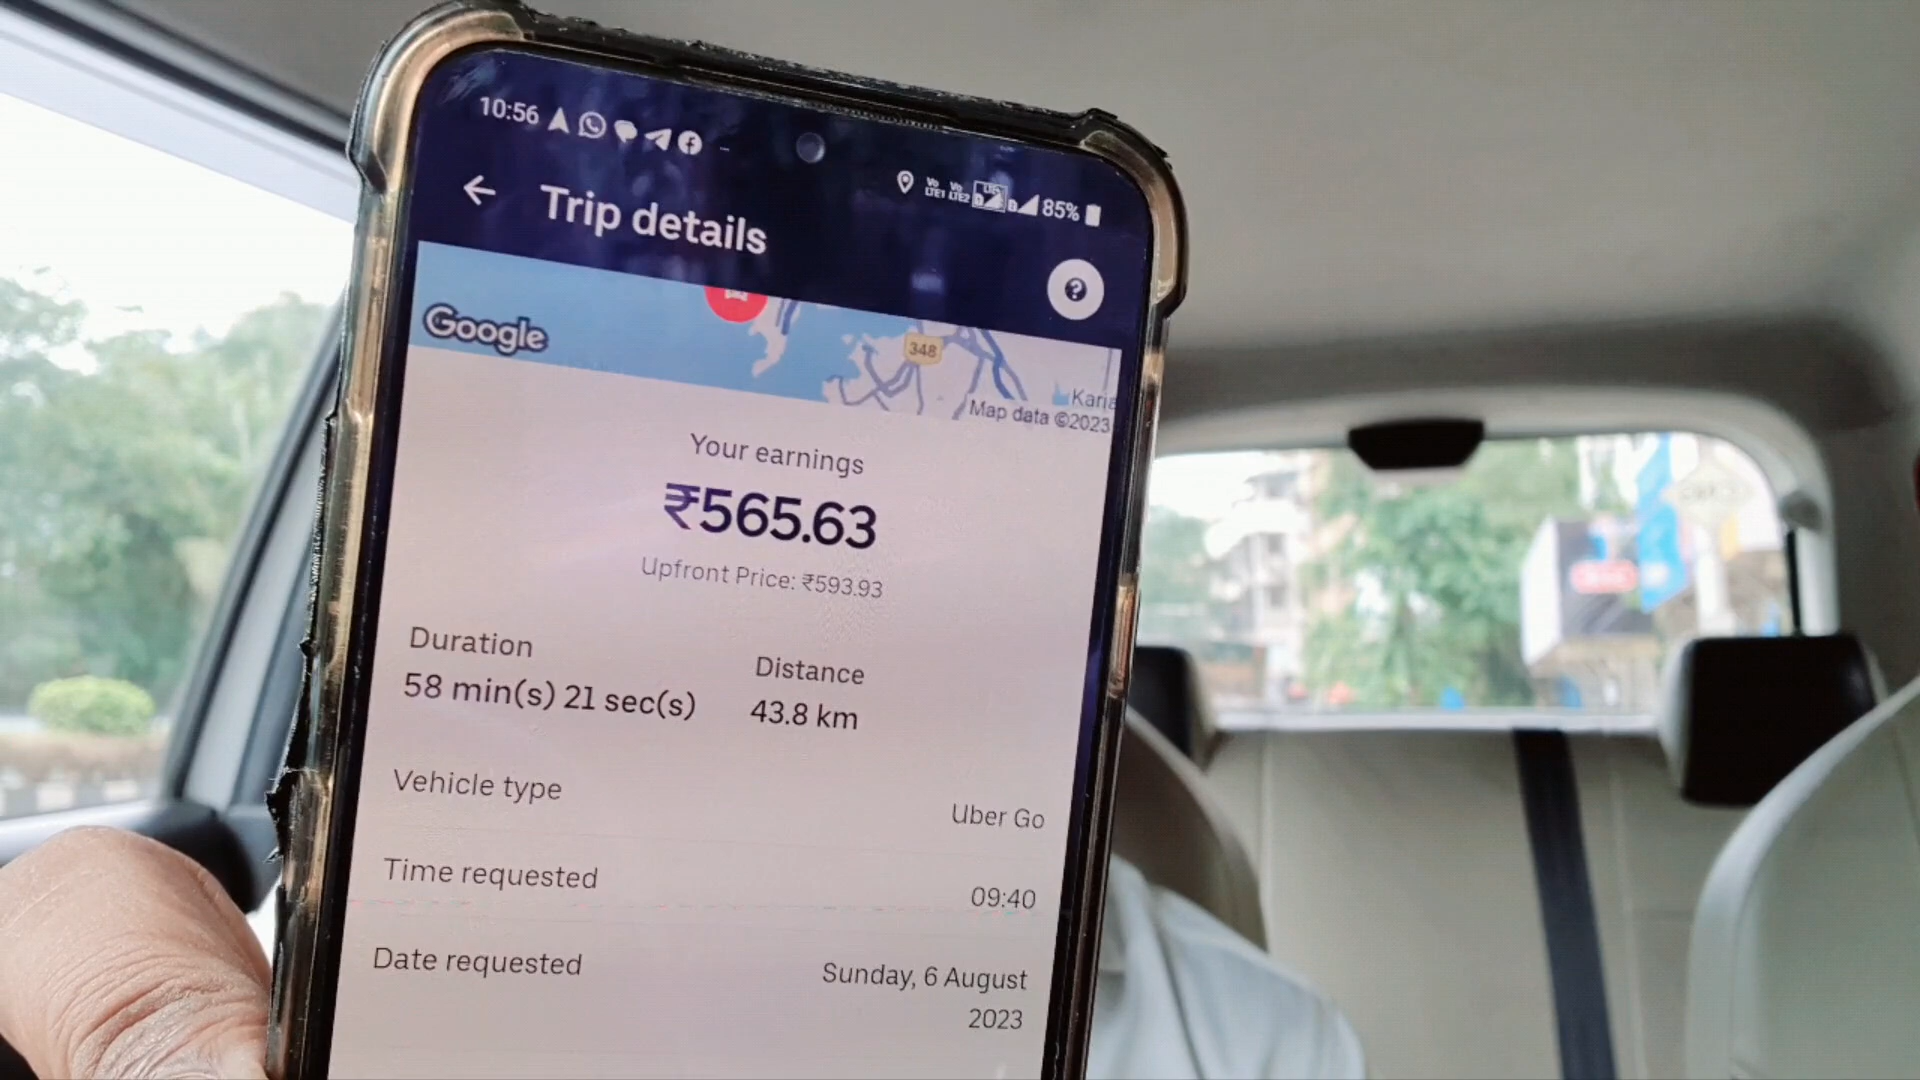 10:56
85%
Trip details
Google
348
Karja
Map data ©2023
Your earnings
₹565.63
Upfront Price: ₹593.93
Duration
Distance
58 min(s) 21 sec(s)
43.8 km
Vehicle type
Uber Go
Time requested
09:40
Date requested
Sunday, 6 August
2023